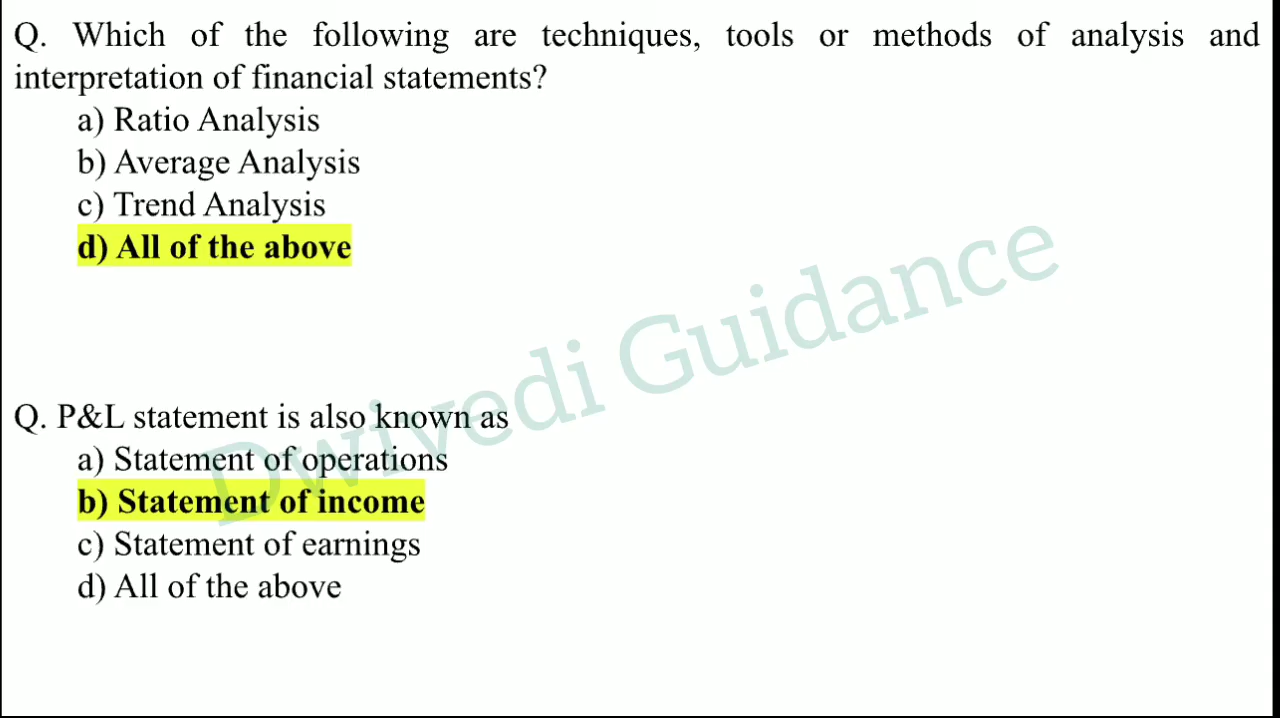 Q. Which of the following are techniques, tools or methods of analysis and
interpretation of financial statements?
a) Ratio Analysis
b) Average Analysis
c) Trend Analysis
d) All of the above
Dwivedi Guidance
Q. P&L statement is also known as
a) Statement of operations
b) Statement of income
c) Statement of earnings
d) All of the above